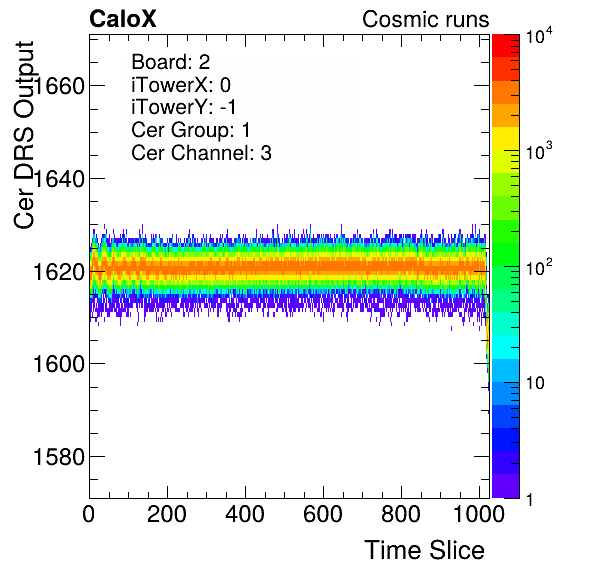 CaloX Cosmic runs
Board: 2
iTowerX: 0
iTowerY: -1
Cer Group: 1
Cer Channel: 3
Cer DRS Output
1660
1640
1620
1600
1580
0 200 400 600 800 1000
Time Slice
10^4
10^3
10^2
10
1